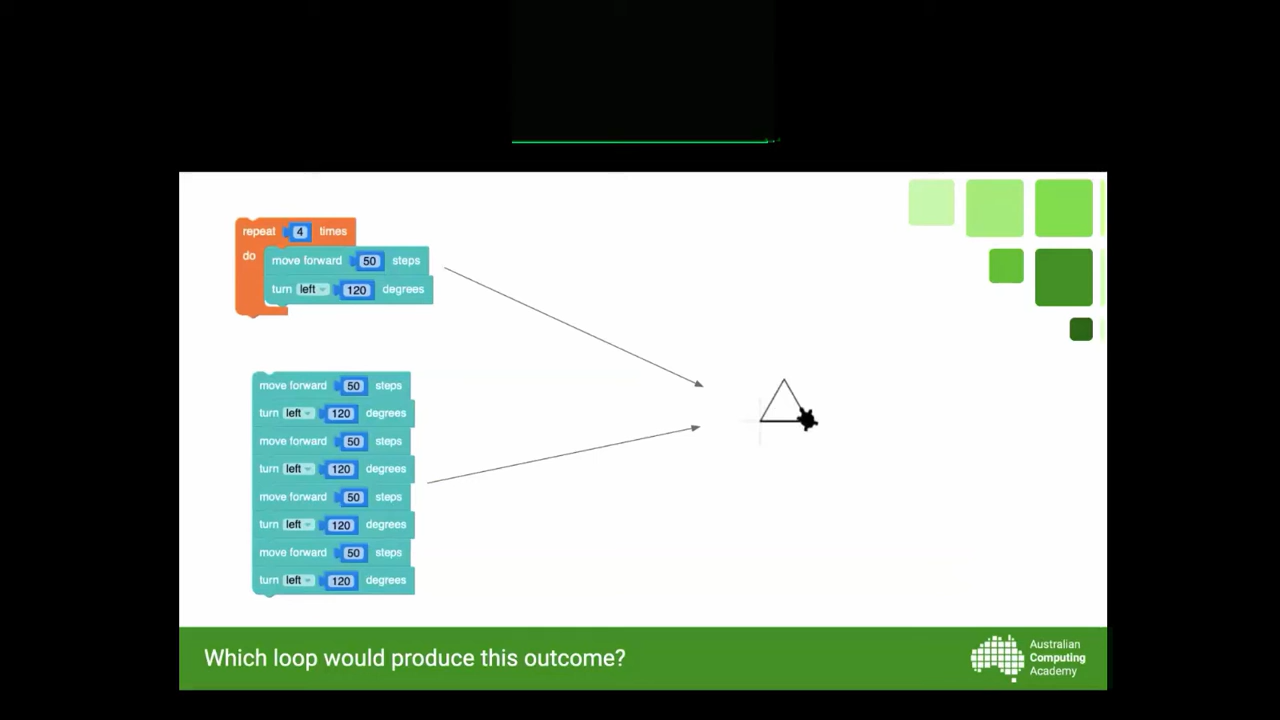 repeat 4 times
do
move forward 50 steps
turn left 120 degrees
move forward 50 steps
turn left 120 degrees
move forward 50 steps
turn left 120 degrees
move forward 50 steps
turn left 120 degrees
move forward 50 steps
turn left 120 degrees
Which loop would produce this outcome?
Australian
Computing
Academy